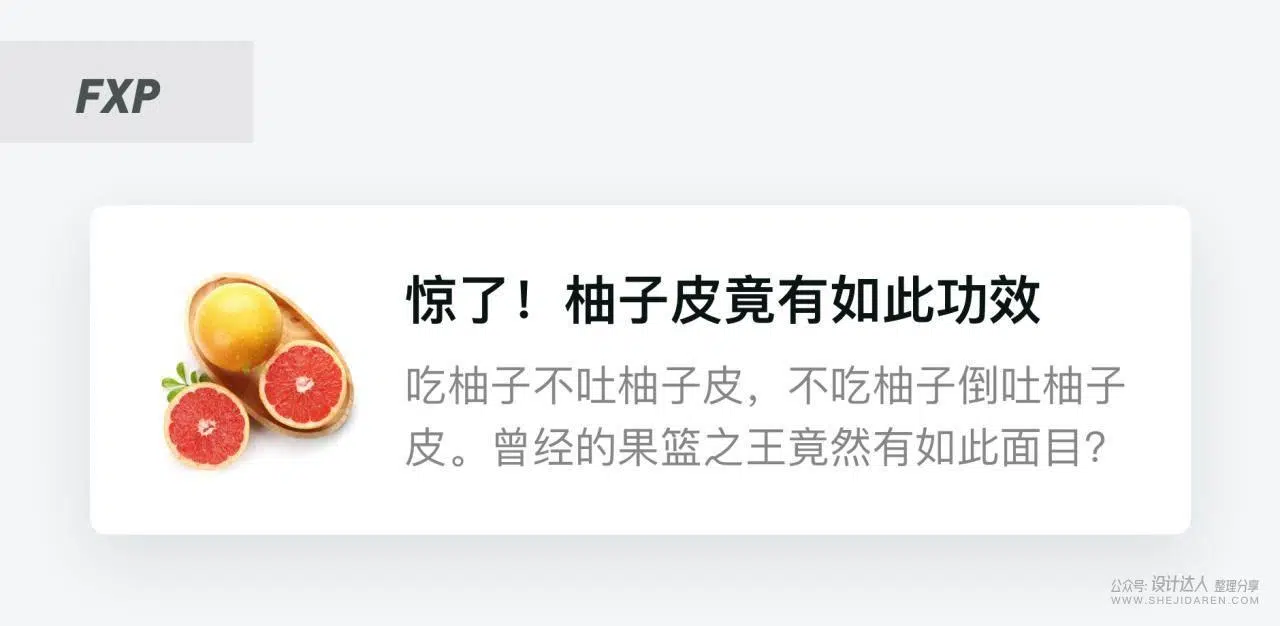 FXP
惊了！柚子皮竟有如此功效
吃柚子不吐柚子皮，不吃柚子倒吐柚子
皮。曾经的果篮之王竟然有如此面目？
公众号: 设计达人 整理分享
WWW.SHEJIDAREN.COM